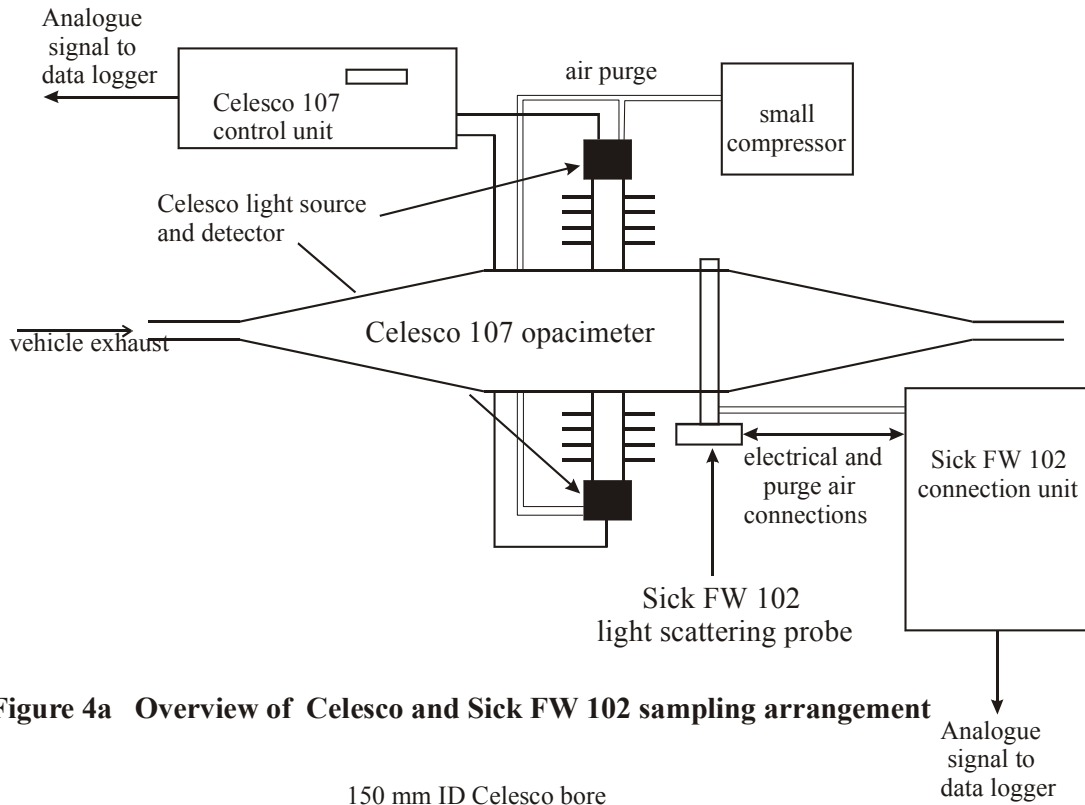 Analogue
signal to
data logger
Celesco 107
control unit
air purge
small
compressor
Celesco light source
and detector
vehicle exhaust
Celesco 107 opacimeter
electrical and
purge air
connections
Sick FW 102
connection unit
Sick FW 102
light scattering probe
Figure 4a Overview of Celesco and Sick FW 102 sampling arrangement
Analogue
signal to
data logger
150 mm ID Celesco bore